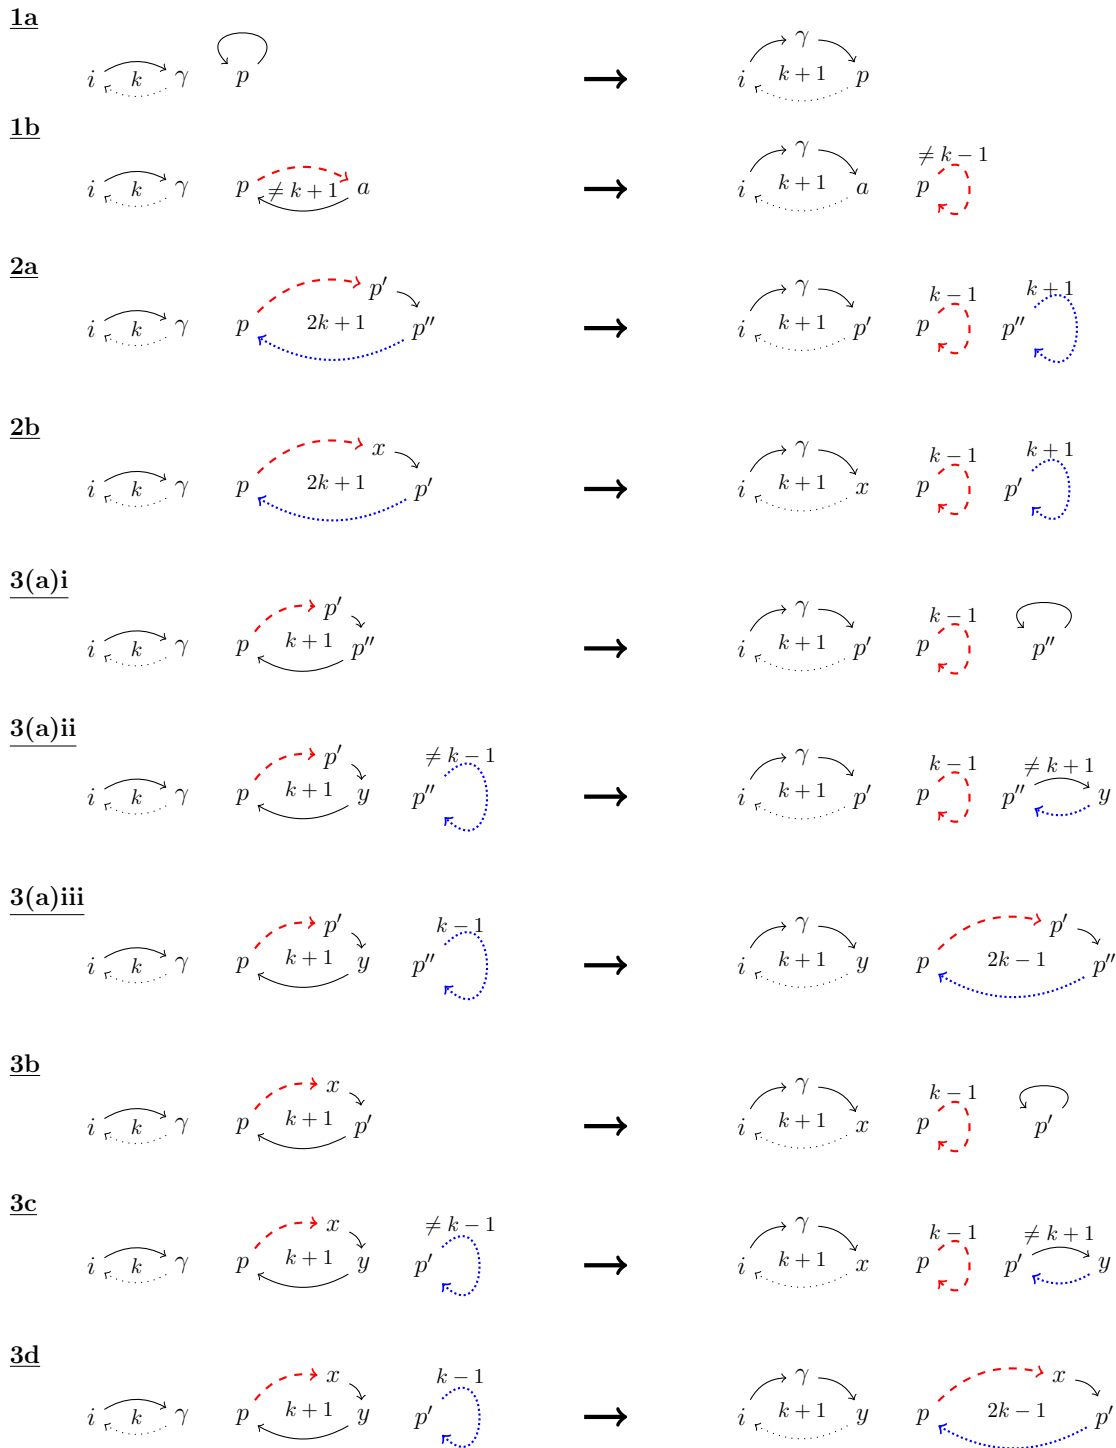 1a
i k γ p → i γ k + 1 p
1b
i k γ p ≠ k + 1 a → i γ k + 1 a p ≠ k − 1
2a
i k γ p p′ 2k + 1 p′′ → i γ k + 1 p′ p k − 1 p′′ k + 1
2b
i k γ p x 2k + 1 p′ → i γ k + 1 x p k − 1 p′ k + 1
3(a)i
i k γ p p′ k + 1 p′′ → i γ k + 1 p′ p k − 1 p′′
3(a)ii
i k γ p p′ k + 1 y p′′ ≠ k − 1 → i γ k + 1 p′ p k − 1 p′′ ≠ k + 1 y
3(a)iii
i k γ p p′ k + 1 y p′′ k − 1 → i γ k + 1 y p p′ 2k − 1 p′′
3b
i k γ p x k + 1 p′ → i γ k + 1 x p k − 1 p′
3c
i k γ p x k + 1 y p′ ≠ k − 1 → i γ k + 1 x p k − 1 p′ ≠ k + 1 y
3d
i k γ p x k + 1 y p′ k − 1 → i γ k + 1 y p x 2k − 1 p′